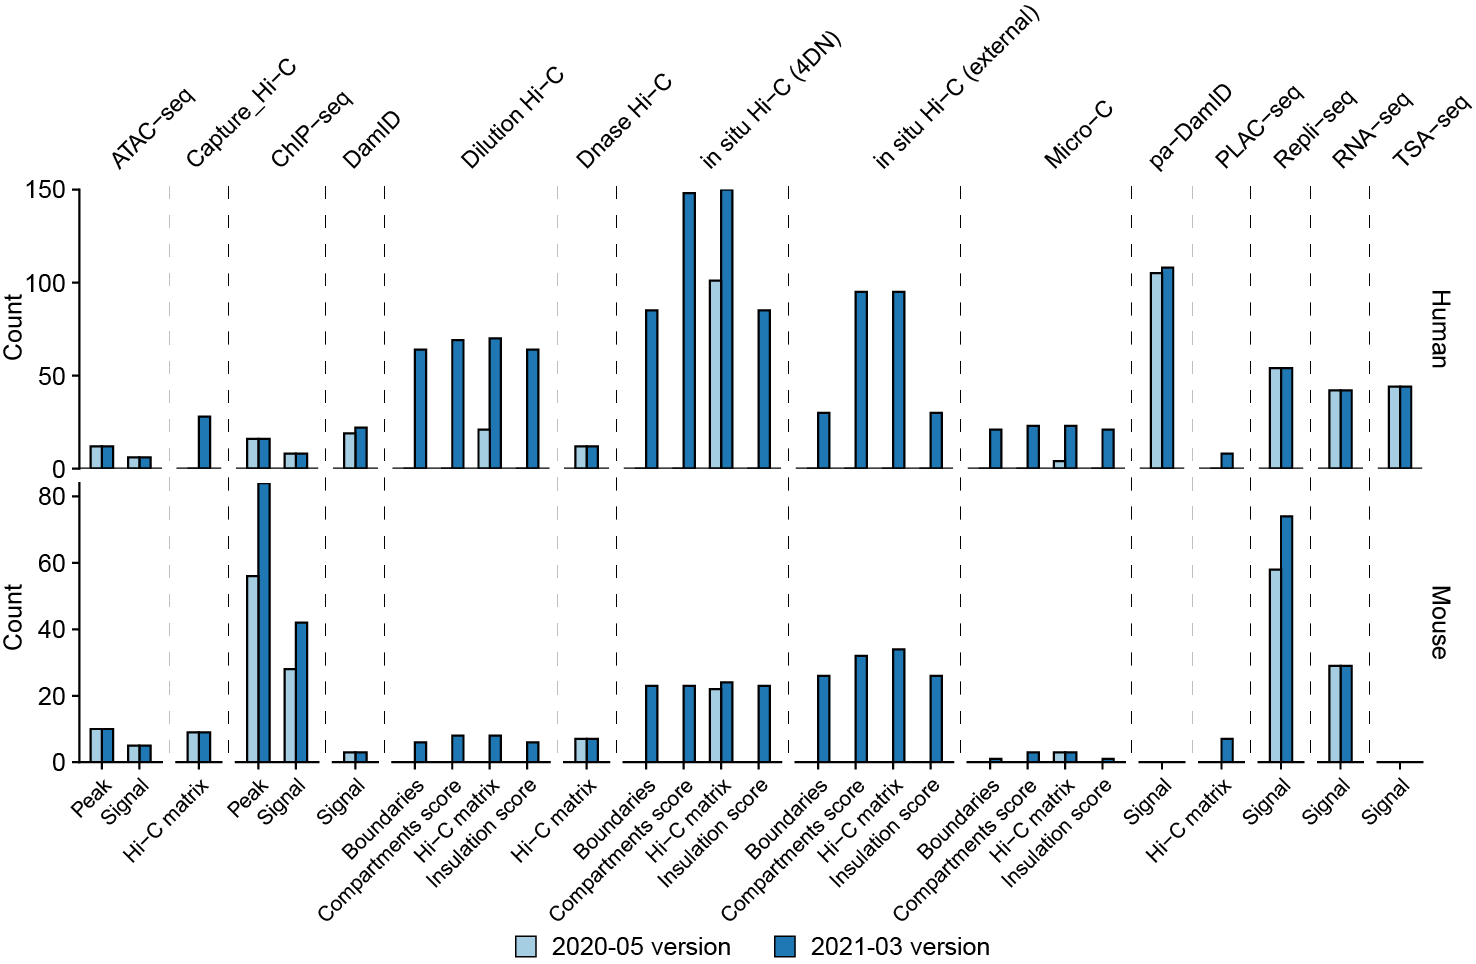 ATAC−seq
Capture_Hi−C
ChIP−seq
DamID
Dilution Hi−C
Dnase Hi−C
in situ Hi−C (4DN)
in situ Hi−C (external)
Micro−C
pa−DamID
PLAC−seq
Repli−seq
RNA−seq
TSA−seq
150
100
50
0
Count
Human
80
60
40
20
0
Count
Mouse
Peak
Signal
Hi−C matrix
Peak
Signal
Signal
Boundaries
Compartments score
Hi−C matrix
Insulation score
Hi−C matrix
Boundaries
Compartments score
Hi−C matrix
Insulation score
Boundaries
Compartments score
Hi−C matrix
Insulation score
Boundaries
Compartments score
Hi−C matrix
Insulation score
Signal
Hi−C matrix
Signal
Signal
Signal
2020-05 version
2021-03 version